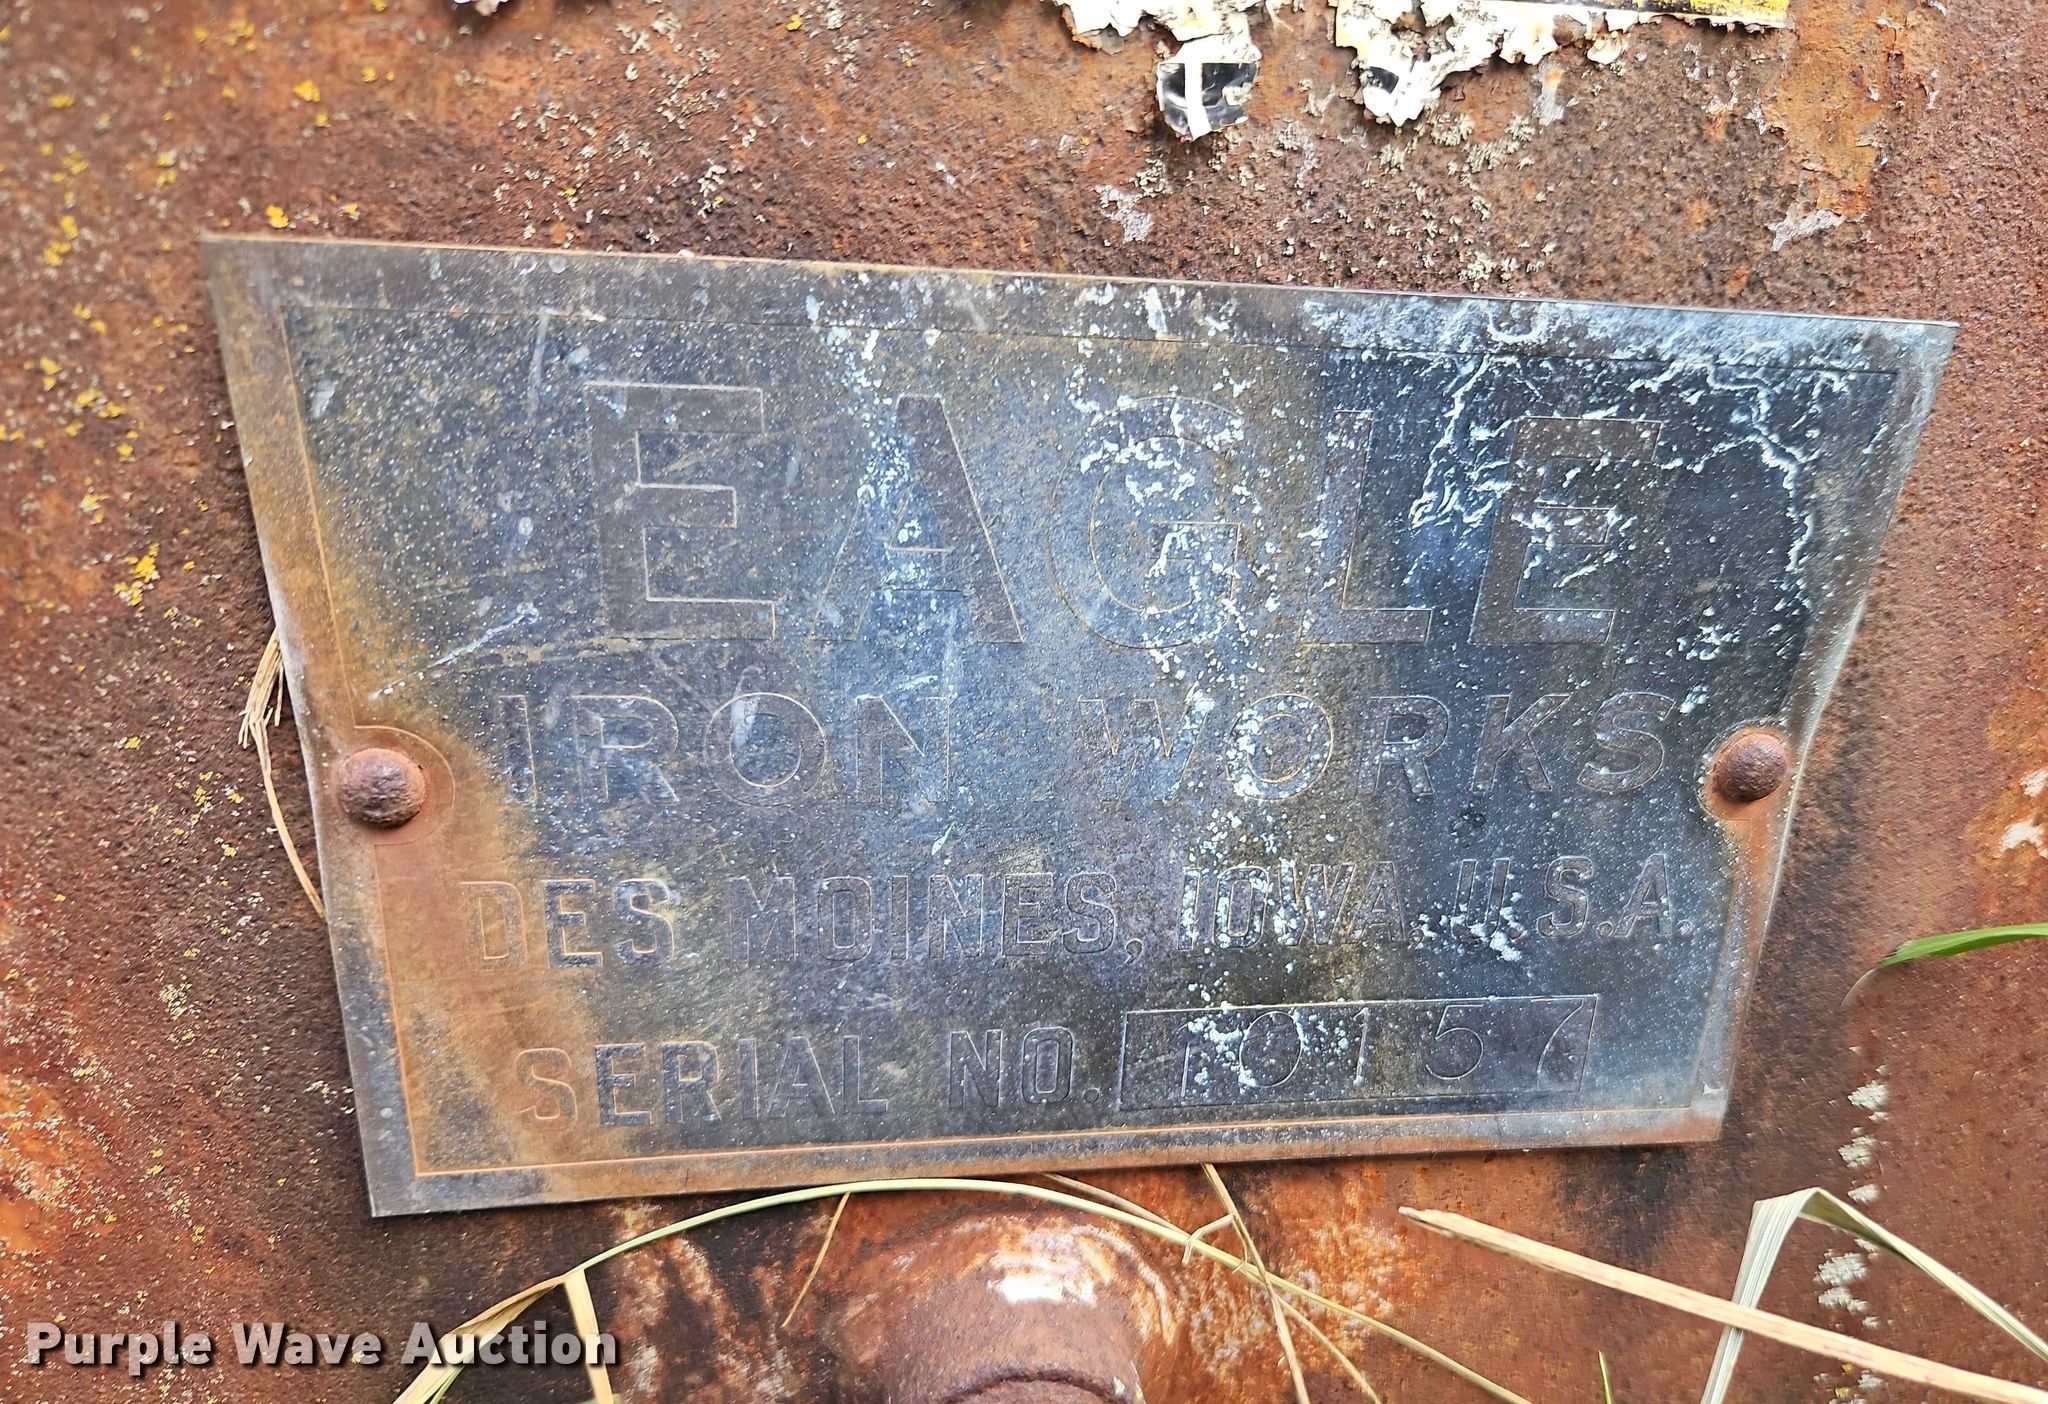 EAGLE
IRON WORKS
DES MOINES, IOWA, U.S.A.
SERIAL NO. 10157
Purple Wave Auction